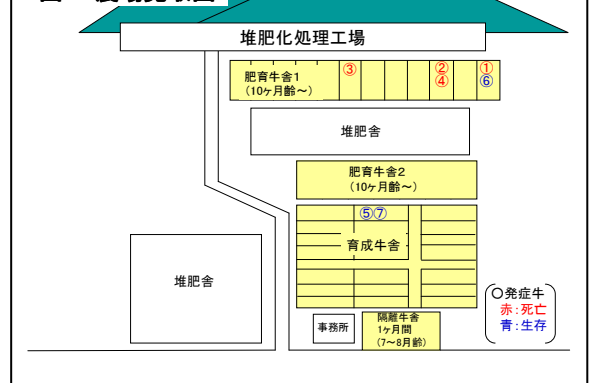 堆肥化処理工場
肥育牛舎1
(10ヶ月齢～)
③
②
④
①
⑥
堆肥舎
肥育牛舎2
(10ヶ月齢～)
⑤⑦
育成牛舎
堆肥舎
事務所
隔離牛舎
1ヶ月間
(7～8月齢)
○発症牛
赤：死亡
青：生存